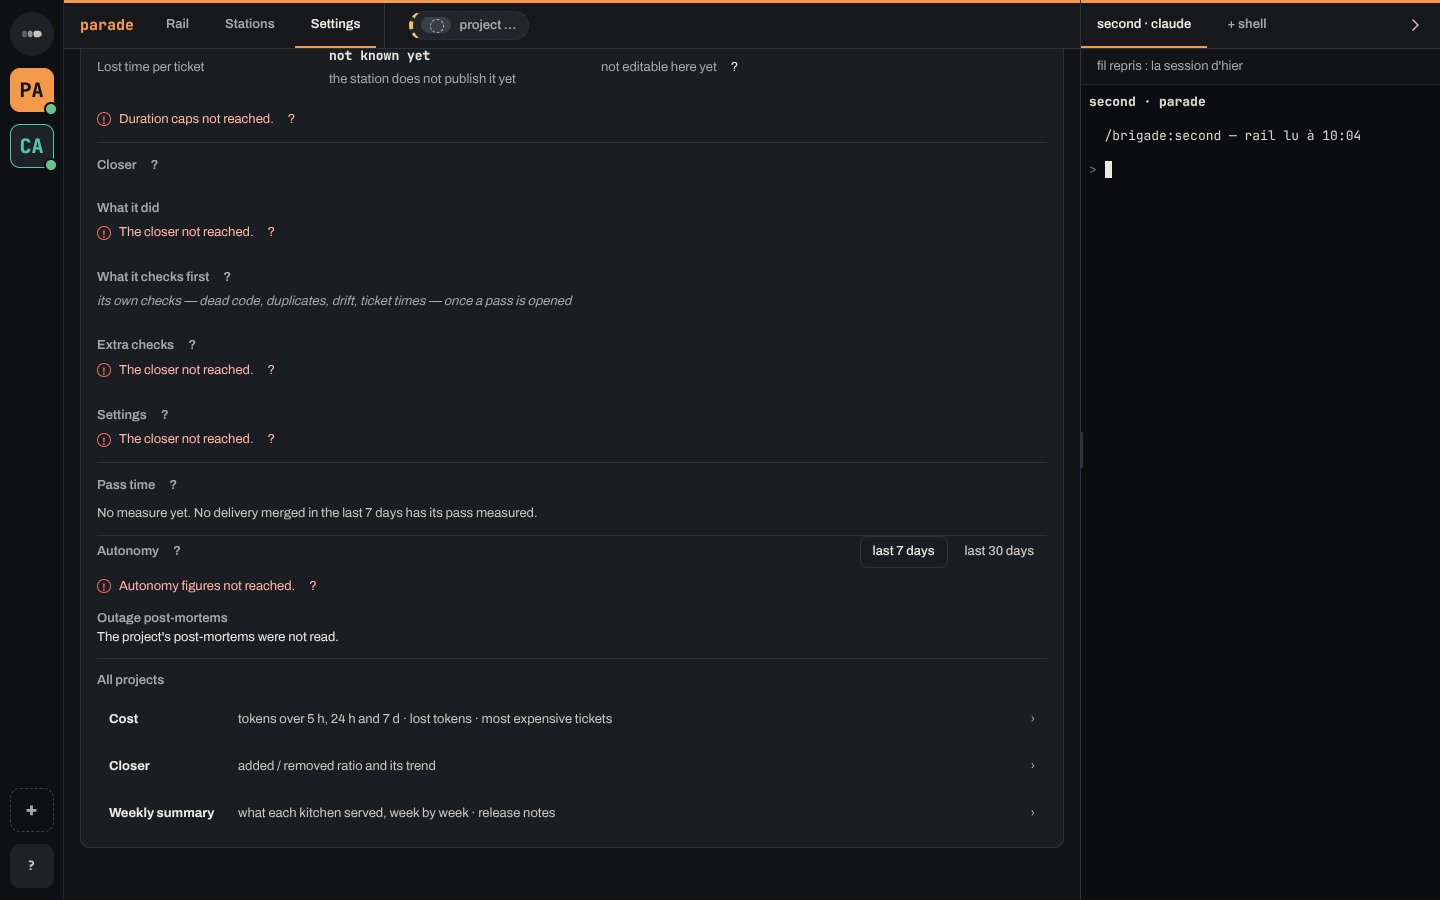 parade
Rail
Stations
Settings
project ...
second · claude
+ shell
PA
CA
+
?
not known yet
Lost time per ticket
the station does not publish it yet
not editable here yet ?
Duration caps not reached. ?
Closer ?
What it did
The closer not reached. ?
What it checks first ?
its own checks — dead code, duplicates, drift, ticket times — once a pass is opened
Extra checks ?
The closer not reached. ?
Settings ?
The closer not reached. ?
Pass time ?
No measure yet. No delivery merged in the last 7 days has its pass measured.
Autonomy ?
last 7 days
last 30 days
Autonomy figures not reached. ?
Outage post-mortems
The project's post-mortems were not read.
All projects
Cost tokens over 5 h, 24 h and 7 d · lost tokens · most expensive tickets ›
Closer added / removed ratio and its trend ›
Weekly summary what each kitchen served, week by week · release notes ›
fil repris : la session d'hier
second · parade
/brigade:second — rail lu à 10:04
>